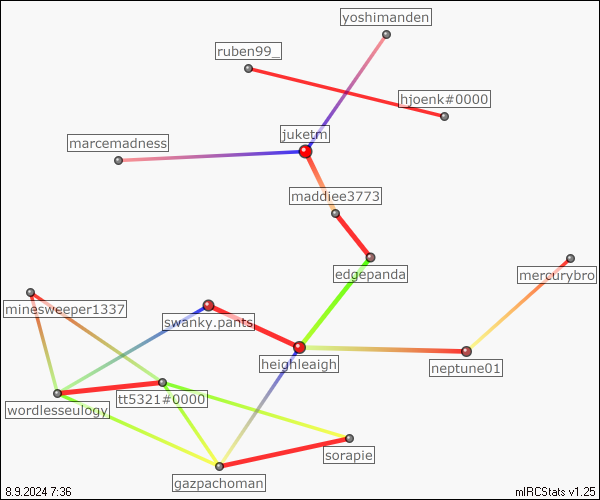 yoshimanden
ruben99_
hjoenk#0000
juketm
marcemadness
maddiee3773
edgepanda
mercurybro
minesweeper1337
swanky.pants
heighleaigh
neptune01
tt5321#0000
wordlesseulogy
sorapie
gazpachoman
8.9.2024 7:36
mIRCStats v1.25